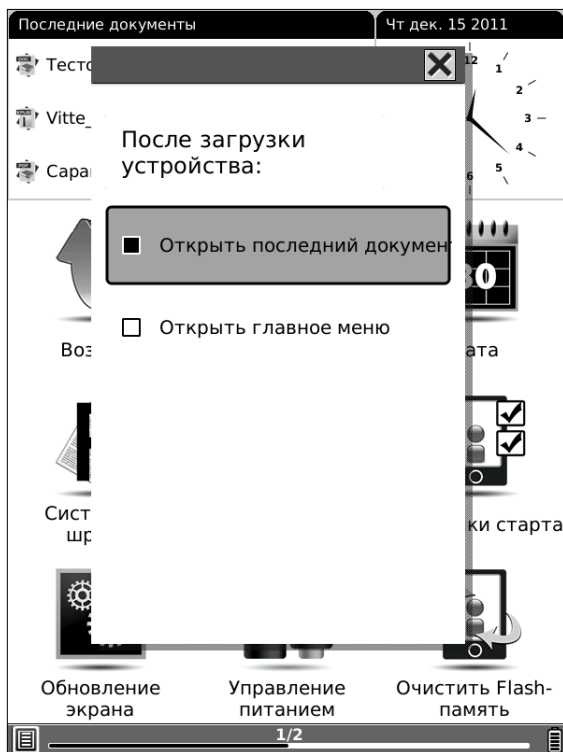 Последние документы
Чт дек. 15 2011
После загрузки
устройства:
Открыть последний докумен
Открыть главное меню
12
1
2
3
4
5
6
30
ки старта
Обновление
экрана
Управление
питанием
Очистить Flash-
память
1/2